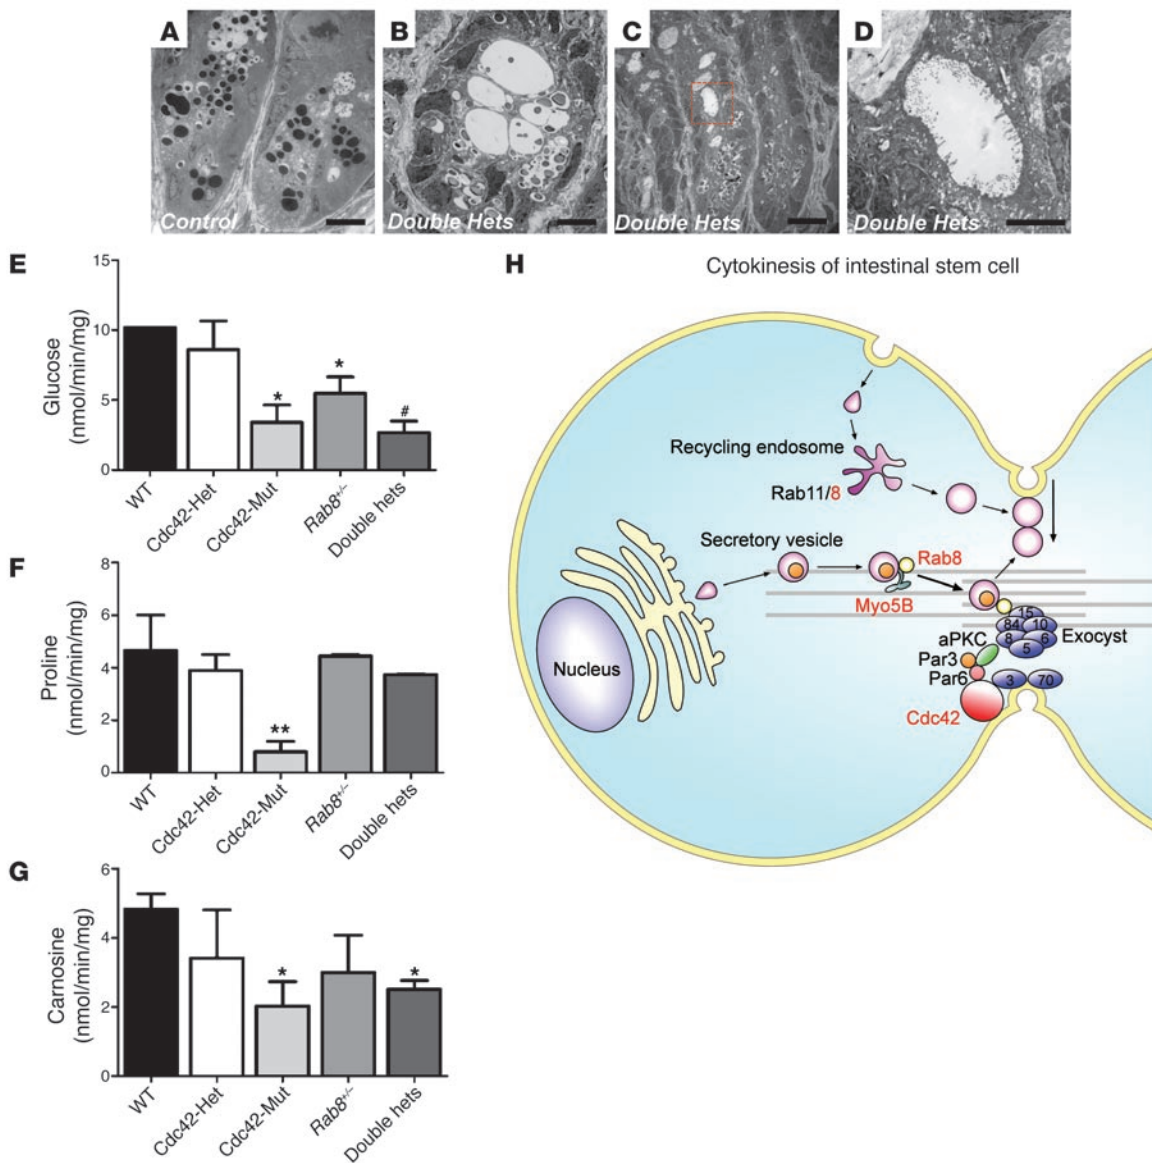 A
B
C
D
Control
Double Hets
Double Hets
Double Hets
E
Glucose
(nmol/min/mg)
15
10
5
0
*
*
#
WT
Cdc42-Het
Cdc42-Mut
Rab8+/–
Double hets
F
Proline
(nmol/min/mg)
6
4
2
0
**
WT
Cdc42-Het
Cdc42-Mut
Rab8+/–
Double hets
G
Carnosine
(nmol/min/mg)
6
4
2
0
*
*
WT
Cdc42-Het
Cdc42-Mut
Rab8+/–
Double hets
H
Cytokinesis of intestinal stem cell
Recycling endosome
Rab11/8
Secretory vesicle
Rab8
Myo5B
Nucleus
15
84 10
8 6
5
Exocyst
aPKC
Par3
Par6
3 70
Cdc42